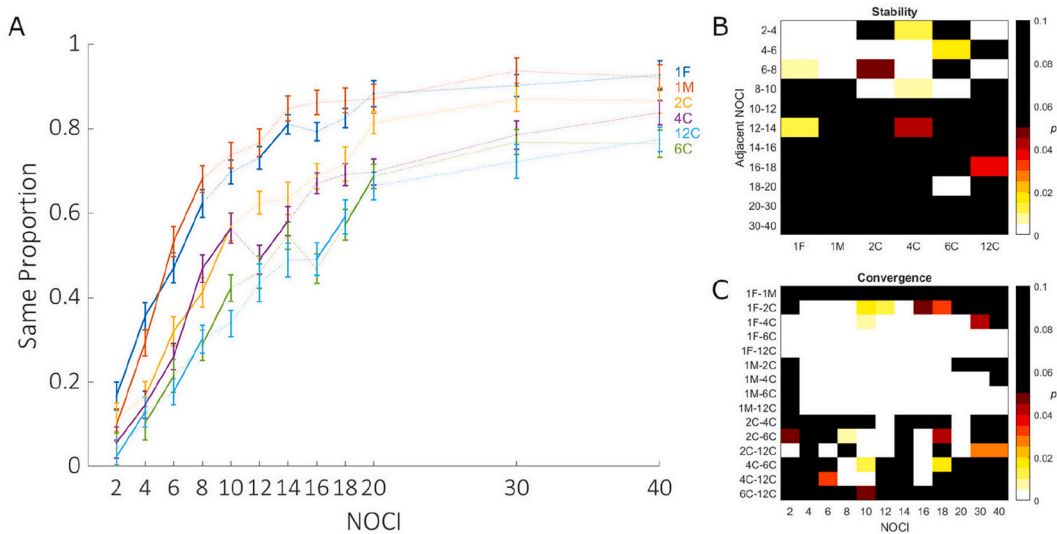 A
Same Proportion
1
0.8
0.6
0.4
0.2
0
2 4 6 8 10 12 14 16 18 20 30 40
NOCI
1F
1M
2C
4C
12C
6C
B
Stability
Adjacent NOCI
2-4
4-6
6-8
8-10
10-12
12-14
14-16
16-18
18-20
20-30
30-40
1F 1M 2C 4C 6C 12C
0.1
0.08
0.06
p
0.04
0.02
0
C
Convergence
1F-1M
1F-2C
1F-4C
1F-6C
1F-12C
1M-2C
1M-4C
1M-6C
1M-12C
2C-4C
2C-6C
2C-12C
4C-6C
4C-12C
6C-12C
2 4 6 8 10 12 14 16 18 20 30 40
NOCI
0.1
0.08
0.06
p
0.04
0.02
0